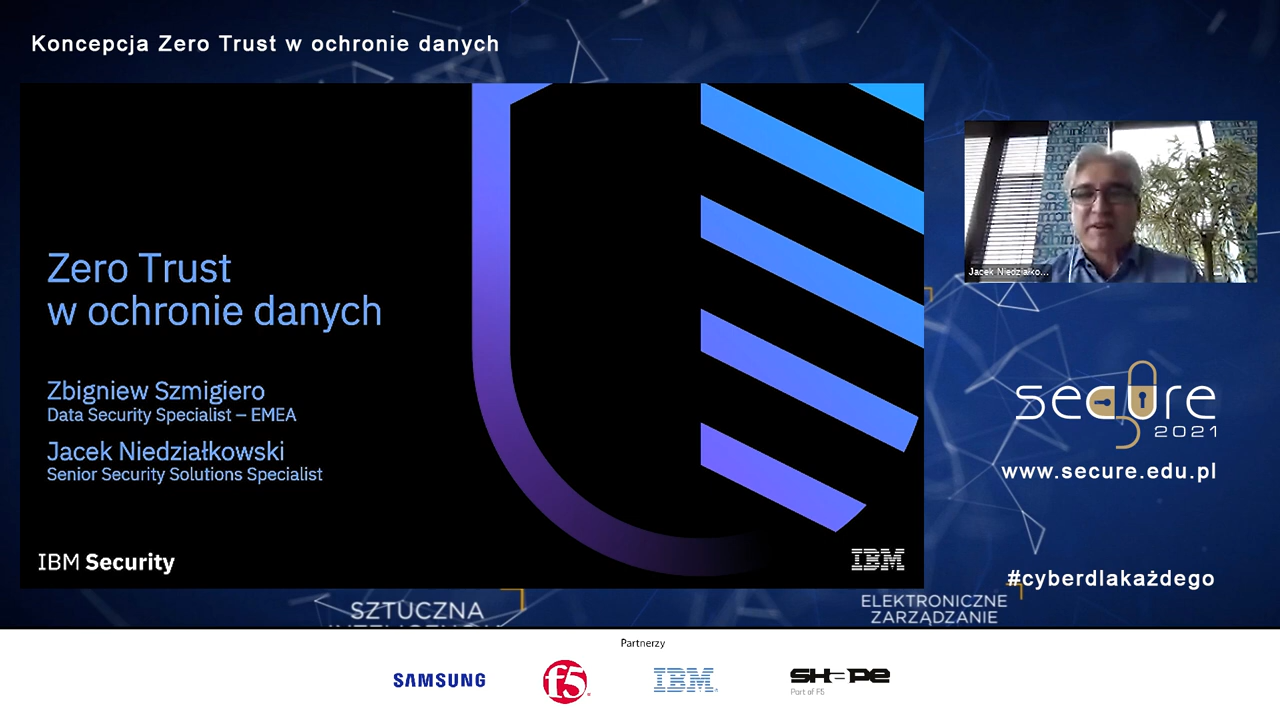 Koncepcja Zero Trust w ochronie danych
Zero Trust
w ochronie danych
Zbigniew Szmigiero
Data Security Specialist – EMEA
Jacek Niedziałkowski
Senior Security Solutions Specialist
IBM Security
IBM
Jacek Niedziałko...
secure
2021
www.secure.edu.pl
#cyberdlakażdego
SZTUCZNA
ELEKTRONICZNE
ZARZĄDZANIE
Partnerzy
SAMSUNG
f5
IBM
SHAPE
Part of F5